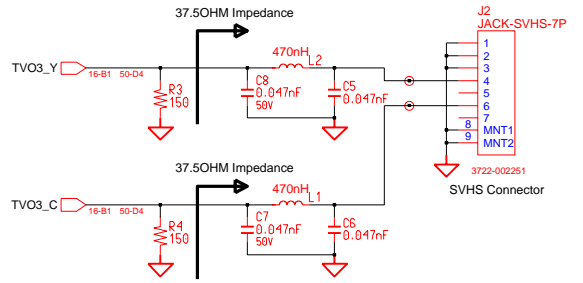 37.5OHM Impedance
J2
JACK-SVHS-7P
TVO3_Y
16-B1 50-D4
R3
150
470nH
L2
C8
0.047nF
50V
C5
0.047nF
1
2
3
4
5
6
7
8 MNT1
9 MNT2
3722-002251
SVHS Connector
37.5OHM Impedance
TVO3_C
16-B1 50-D4
R4
150
470nH
L1
C7
0.047nF
50V
C6
0.047nF